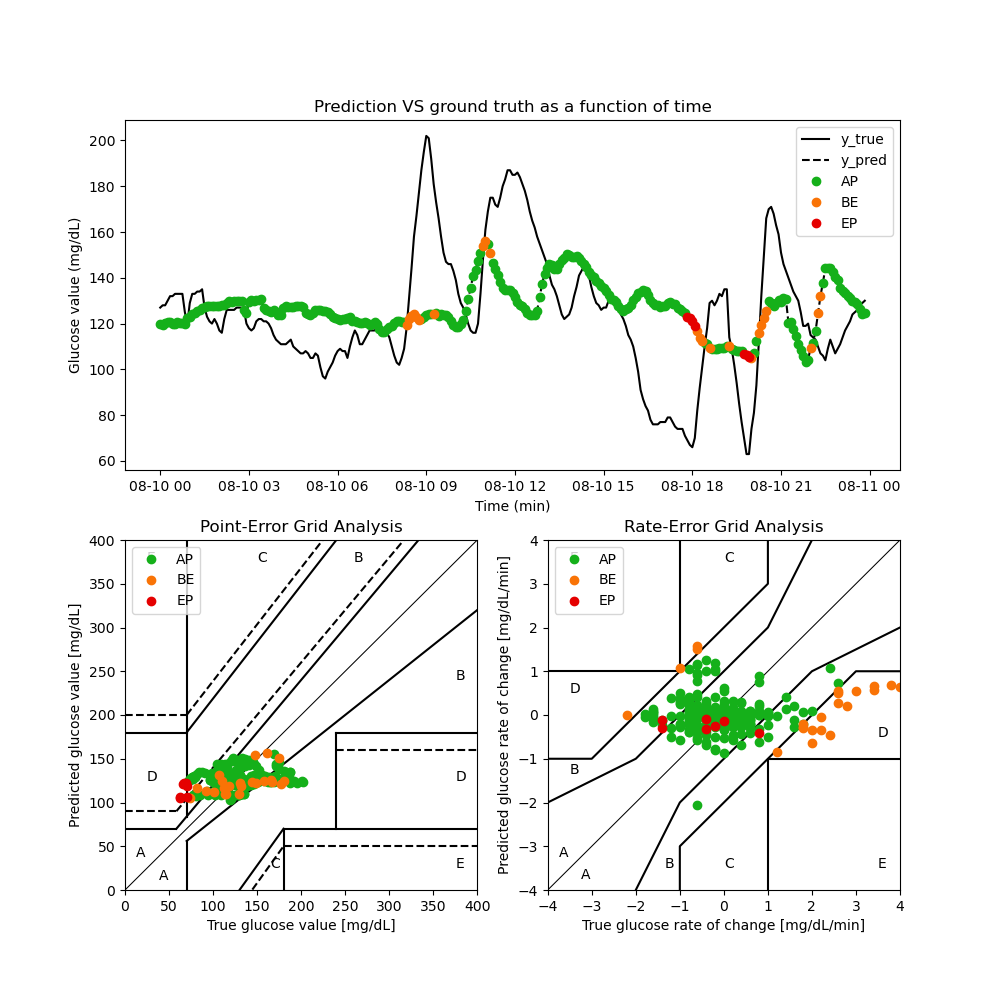 Prediction VS ground truth as a function of time
Glucose value (mg/dL)
200
180
160
140
120
100
80
60
y_true
y_pred
AP
BE
EP
08-10 00 08-10 03 08-10 06 08-10 09 08-10 12 08-10 15 08-10 18 08-10 21 08-11 00
Time (min)
Point-Error Grid Analysis
Predicted glucose value [mg/dL]
400
350
300
250
200
150
100
50
0
AP
BE
EP
C
B
B
D
D
A
A
C
E
0 50 100 150 200 250 300 350 400
True glucose value [mg/dL]
Rate-Error Grid Analysis
Predicted glucose rate of change [mg/dL/min]
4
3
2
1
0
−1
−2
−3
−4
AP
BE
EP
C
D
D
B
A
A
B
C
E
−4 −3 −2 −1 0 1 2 3 4
True glucose rate of change [mg/dL/min]